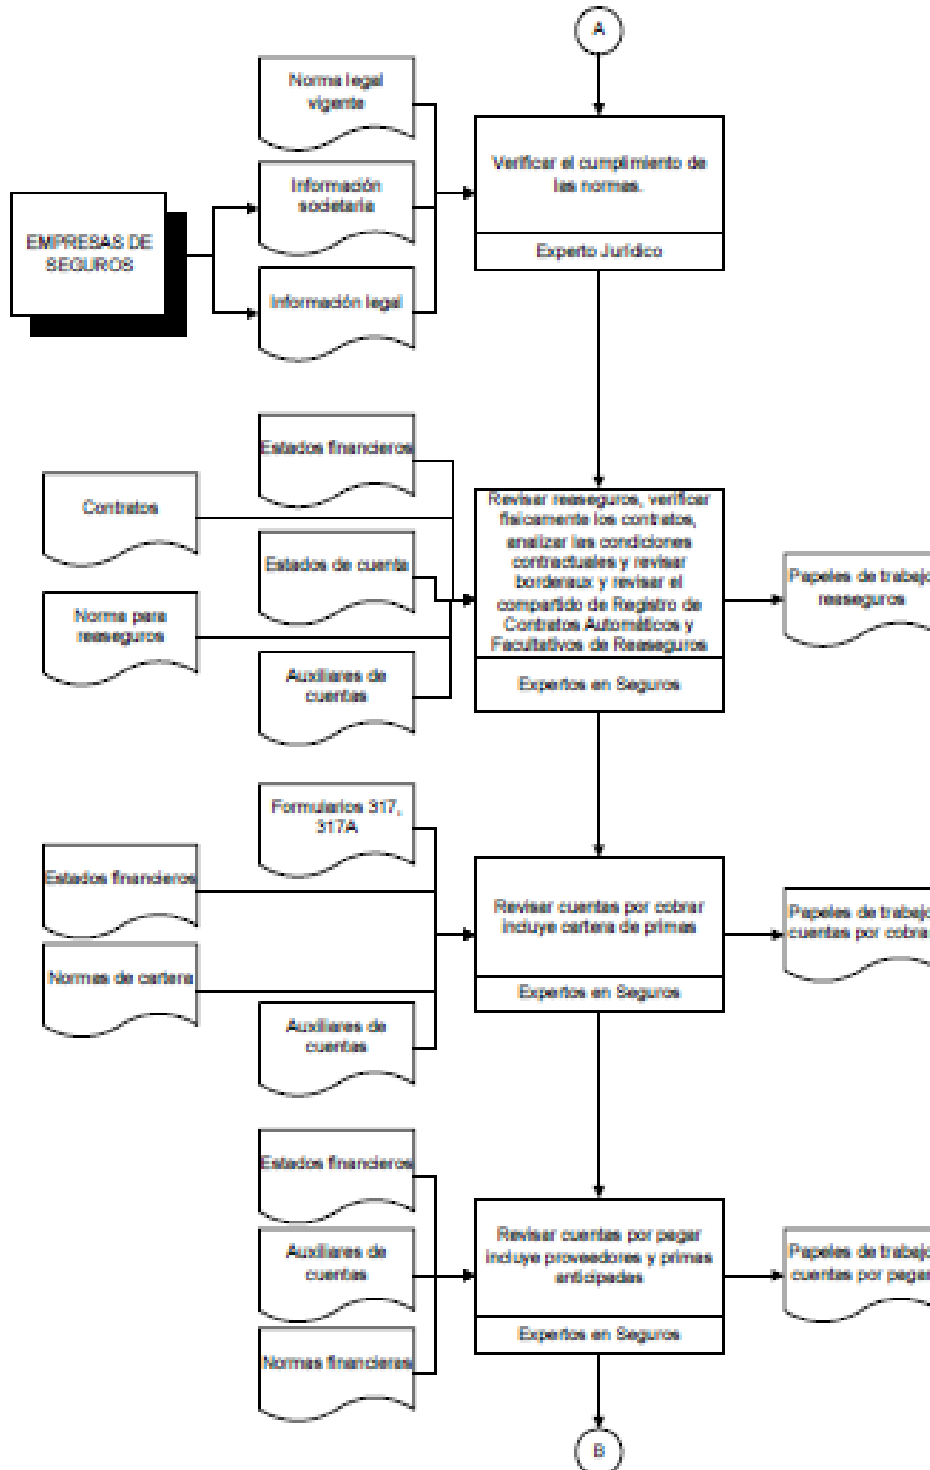 A
Norma legal
vigente
Verificar el cumplimiento de
las normas.
Experto Jurídico
Información
societaria
EMPRESAS DE
SEGUROS
Información legal
Estados financieros
Contratos
Estados de cuenta
Norma para
reaseguros
Auxiliares de
cuentas
Revisar reaseguros, verificar
físicamente los contratos,
analizar las condiciones
contractuales y revisar
borderaux y revisar el
compartido de Registro de
Contratos Automáticos y
Facultativos de Reaseguros
Expertos en Seguros
Papeles de trabajo
reaseguros
Formularios 317,
317A
Estados financieros
Normas de cartera
Auxiliares de
cuentas
Revisar cuentas por cobrar
incluye cartera de primas
Expertos en Seguros
Papeles de trabajo
cuentas por cobrar
Estados financieros
Auxiliares de
cuentas
Normas financieras
Revisar cuentas por pagar
incluye proveedores y primas
anticipadas
Expertos en Seguros
Papeles de trabajo
cuentas por pagar
B